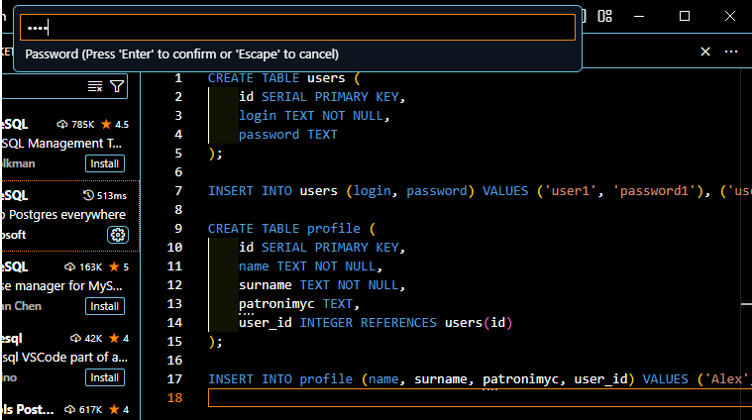 ••••
Password (Press 'Enter' to confirm or 'Escape' to cancel)
eSQL 785K 4.5
SQL Management T...
olkman Install
eSQL 513ms
o Postgres everywhere
osoft
eSQL 163K 5
se manager for MyS...
an Chen Install
esql 42K 4
sql VSCode part of a...
ino Install
ols Post... 617K 4
1 CREATE TABLE users (
2 id SERIAL PRIMARY KEY,
3 login TEXT NOT NULL,
4 password TEXT
5 );
6
7 INSERT INTO users (login, password) VALUES ('user1', 'password1'), ('use
8
9 CREATE TABLE profile (
10 id SERIAL PRIMARY KEY,
11 name TEXT NOT NULL,
12 surname TEXT NOT NULL,
13 patronimyc TEXT,
14 user_id INTEGER REFERENCES users(id)
15 );
16
17 INSERT INTO profile (name, surname, patronimyc, user_id) VALUES ('Alex',
18